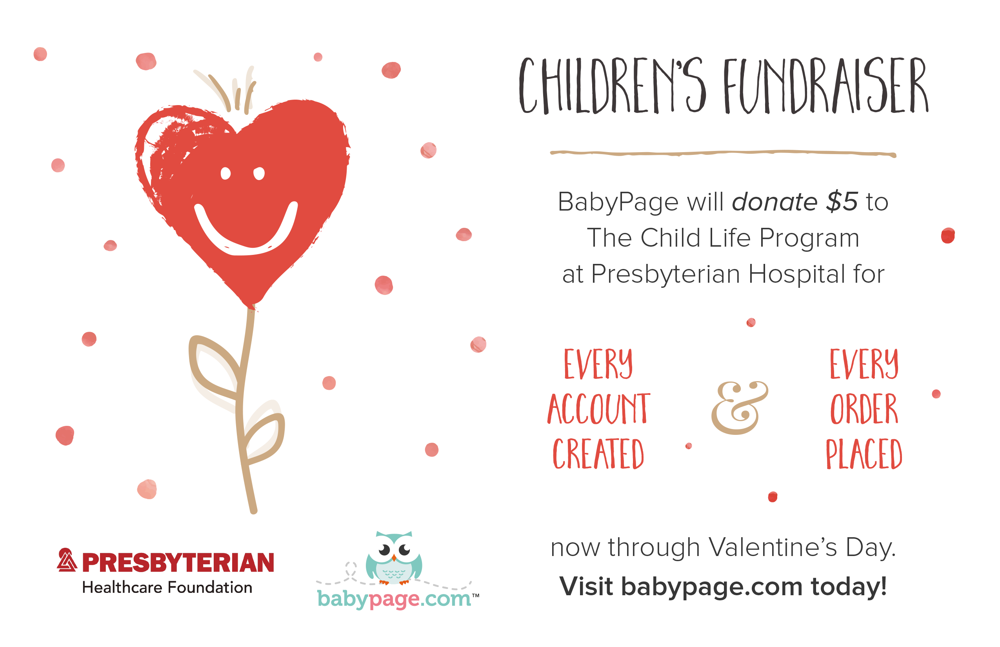 CHILDREN'S FUNDRAISER
BabyPage will donate $5 to
The Child Life Program
at Presbyterian Hospital for
EVERY
ACCOUNT
CREATED
&
EVERY
ORDER
PLACED
now through Valentine's Day.
Visit babypage.com today!
PRESBYTERIAN
Healthcare Foundation
babypage.com™